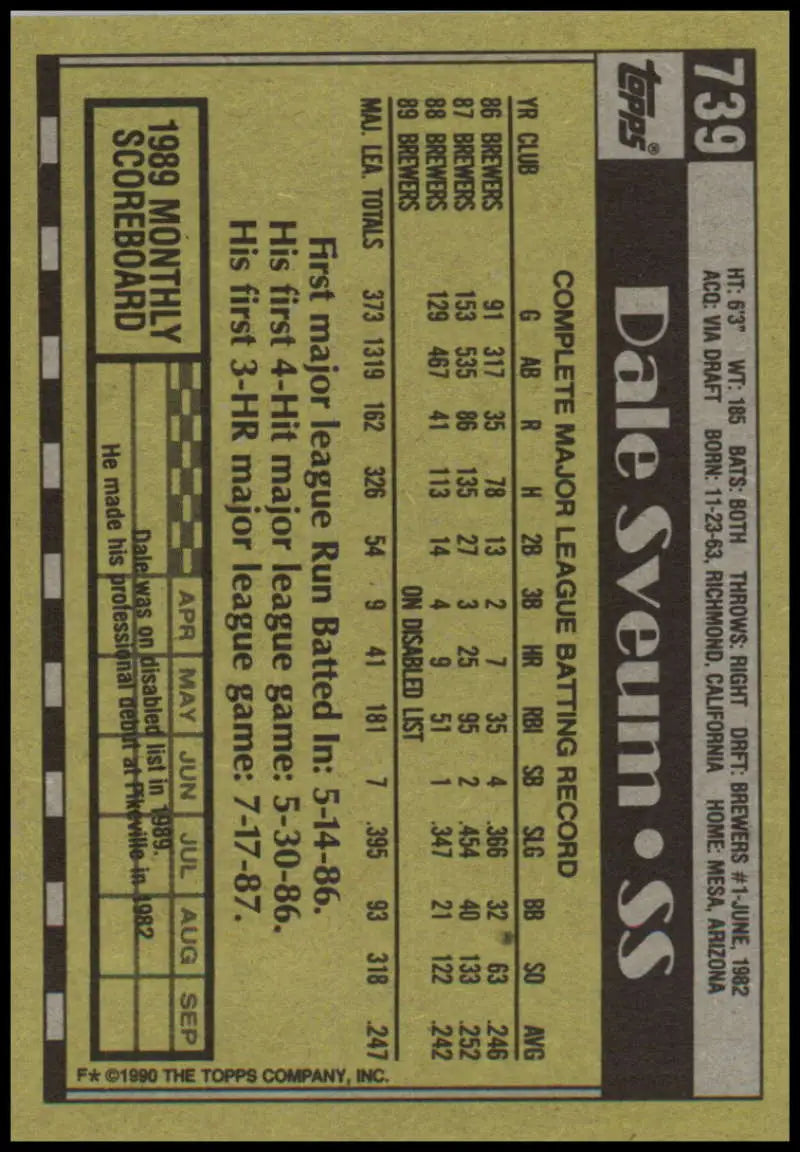 739
HT: 6'3" WT: 185 BATS: BOTH THROWS: RIGHT DRFT: BREWERS #1-JUNE, 1982
ACQ: VIA DRAFT BORN: 11-23-63, RICHMOND, CALIFORNIA HOME: MESA, ARIZONA
TOPPS®
Dale Sveum • SS
COMPLETE MAJOR LEAGUE BATTING RECORD
YR CLUB G AB R H 2B 3B HR RBI SB SLG BB SO AVG
86 BREWERS 91 317 35 78 13 2 7 35 4 .366 32 63 .246
87 BREWERS 153 535 86 135 27 3 25 95 2 .454 40 133 .252
88 BREWERS 129 467 41 113 14 4 9 51 1 .347 21 122 .242
89 BREWERS ON DISABLED LIST
MAJ. LEA. TOTALS 373 1319 162 326 54 9 41 181 7 .395 93 318 .247
First major league Run Batted In: 5-14-86.
His first 4-Hit major league game: 5-30-86.
His first 3-HR major league game: 7-17-87.
1989 MONTHLY
SCOREBOARD
APR MAY JUN JUL AUG SEP
Dale was on disabled list in 1989.
He made his professional debut at Pikeville in 1982
F* ©1990 THE TOPPS COMPANY, INC.